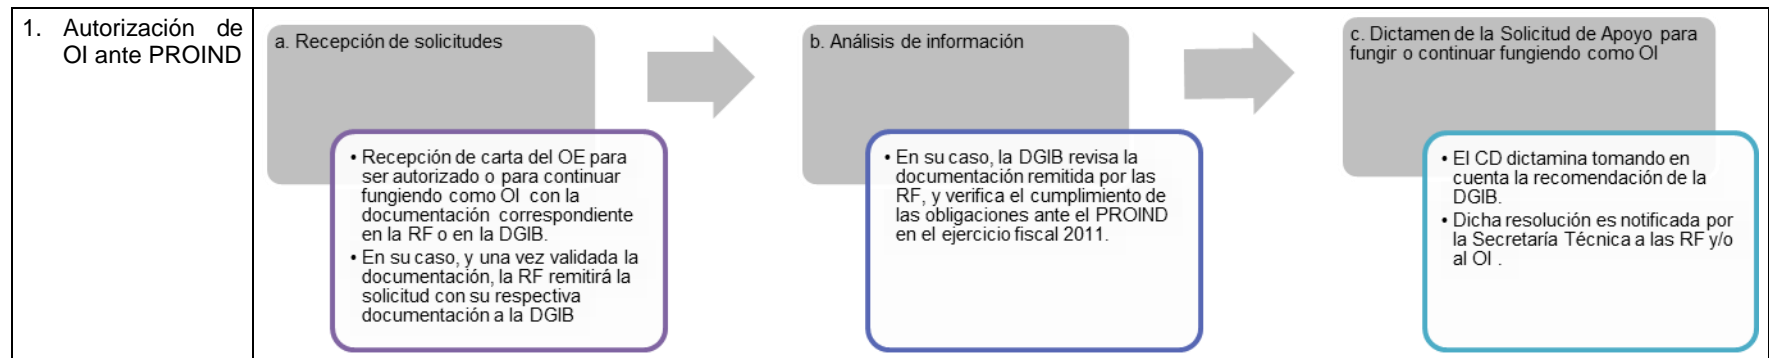 1. Autorización de
OI ante PROIND
a. Recepción de solicitudes
• Recepción de carta del OE para
ser autorizado o para continuar
fungiendo como OI con la
documentación correspondiente
en la RF o en la DGIB.
• En su caso, y una vez validada la
documentación, la RF remitirá la
solicitud con su respectiva
documentación a la DGIB
b. Análisis de información
• En su caso, la DGIB revisa la
documentación remitida por las
RF, y verifica el cumplimiento de
las obligaciones ante el PROIND
en el ejercicio fiscal 2011.
c. Dictamen de la Solicitud de Apoyo para
fungir o continuar fungiendo como OI
• El CD dictamina tomando en
cuenta la recomendación de la
DGIB.
• Dicha resolución es notificada por
la Secretaría Técnica a las RF y/o
al OI .